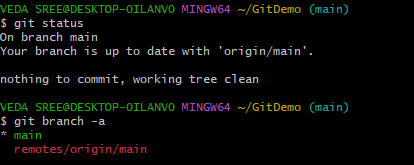 VEDA SREE@DESKTOP-OILANVO MINGW64 ~/GitDemo (main)
$ git status
On branch main
Your branch is up to date with 'origin/main'.
nothing to commit, working tree clean
VEDA SREE@DESKTOP-OILANVO MINGW64 ~/GitDemo (main)
$ git branch -a
* main
  remotes/origin/main